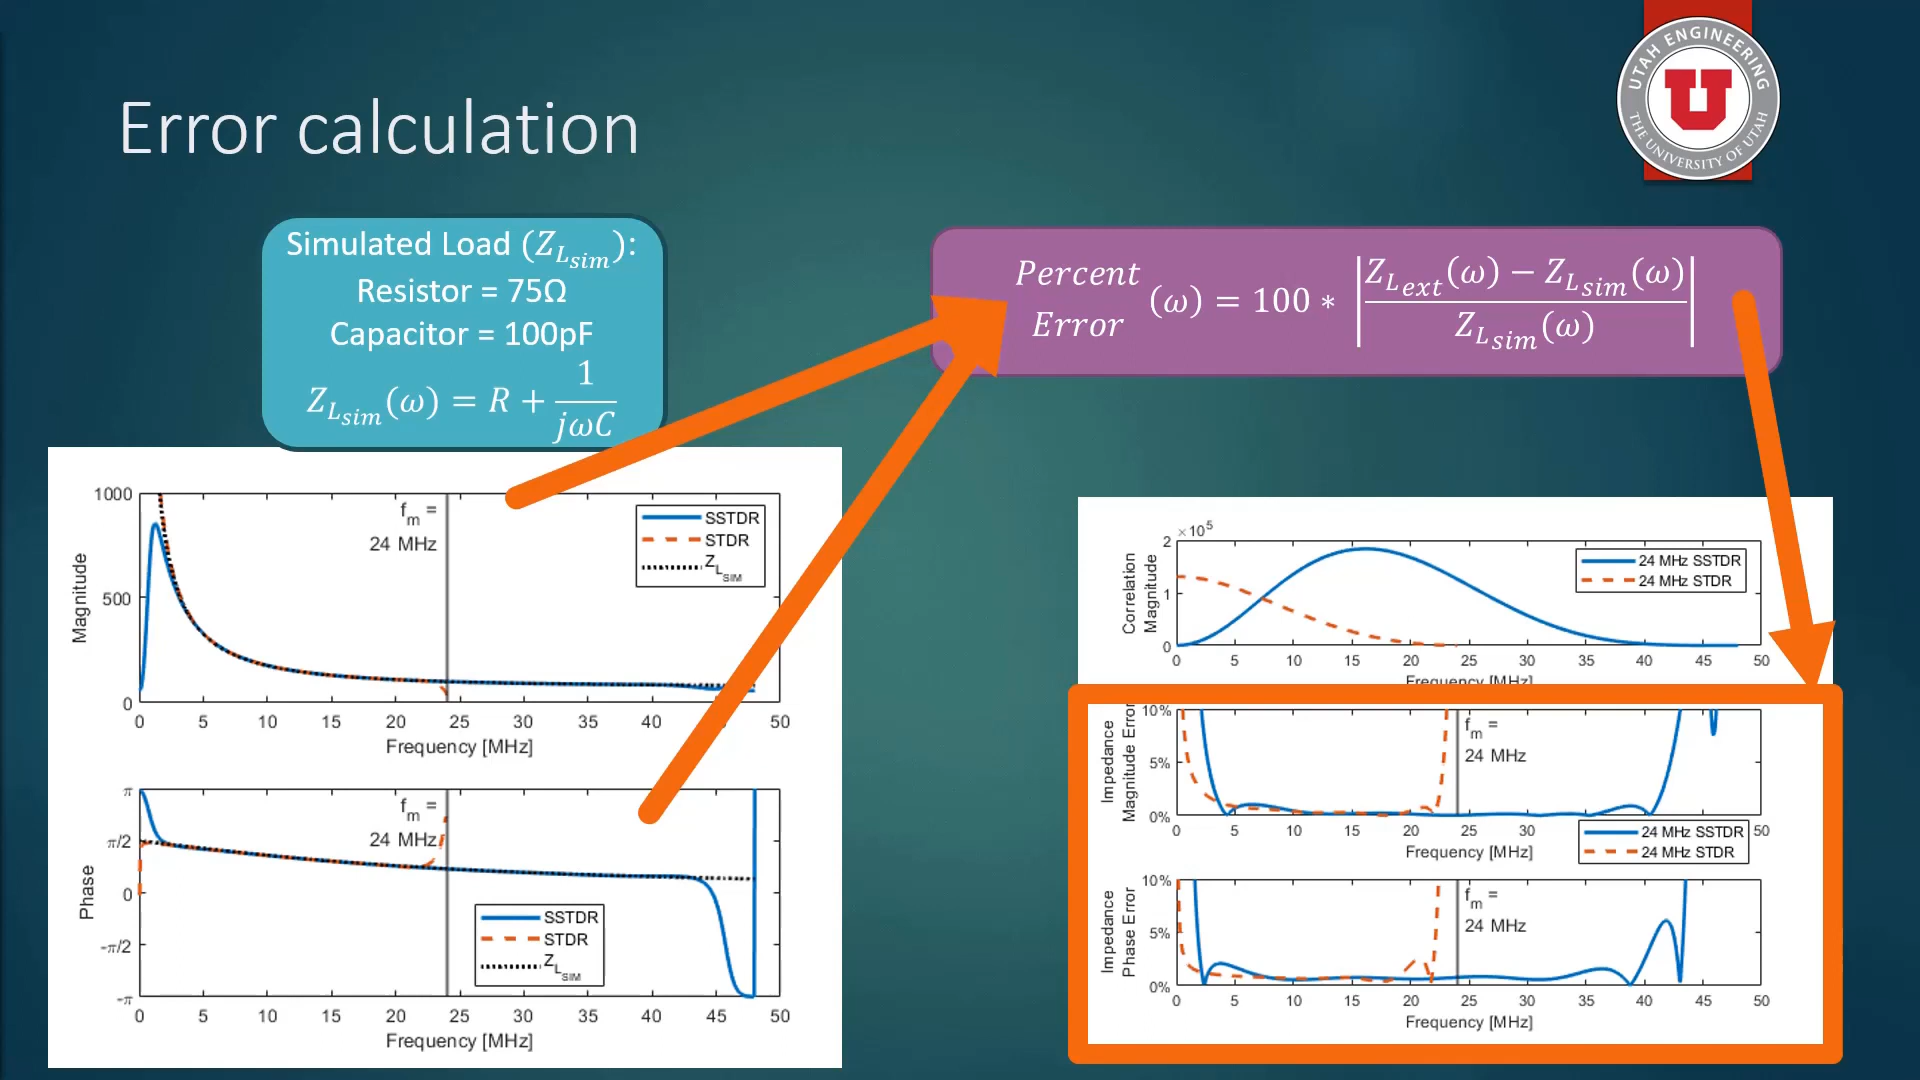 Error calculation
UTAH ENGINEERING
THE UNIVERSITY OF UTAH
U
Simulated Load (Z_{L_{sim}}):
Resistor = 75Ω
Capacitor = 100pF
Z_{L_{sim}}(ω) = R + 1/(jωC)
Percent Error (ω) = 100 * |(Z_{L_{ext}}(ω) − Z_{L_{sim}}(ω)) / Z_{L_{sim}}(ω)|
1000
500
0
Magnitude
f_m =
24 MHz
SSTDR
STDR
Z_{L_{SIM}}
0 5 10 15 20 25 30 35 40 50
Frequency [MHz]
π
π/2
0
-π/2
-π
Phase
f_m =
24 MHz
SSTDR
STDR
Z_{L_{SIM}}
0 5 10 15 20 25 30 35 40 45 50
Frequency [MHz]
×10^5
2
1
0
Correlation
Magnitude
24 MHz SSTDR
24 MHz STDR
0 5 10 15 20 25 30 35 40 45 50
Frequency [MHz]
10%
5%
0%
Impedance
Magnitude Error
f_m =
24 MHz
0 5 10 15 20 25 30 35 40 45 50
Frequency [MHz]
24 MHz SSTDR
24 MHz STDR
10%
5%
0%
Impedance
Phase Error
f_m =
24 MHz
0 5 10 15 20 25 30 35 40 45 50
Frequency [MHz]